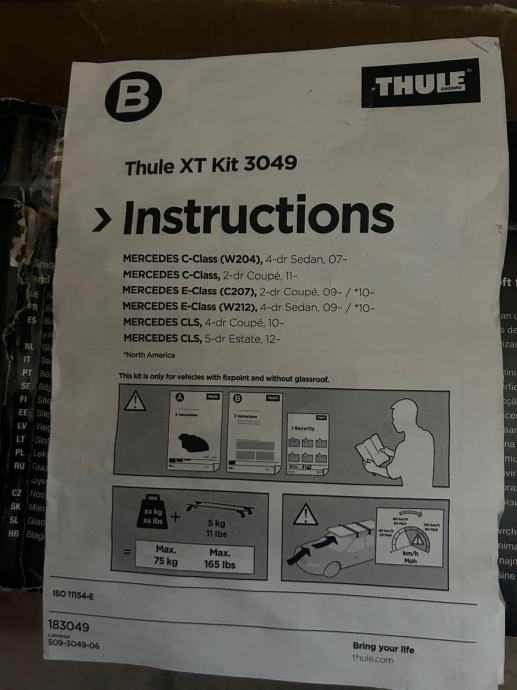 B
THULE
SWEDEN
Thule XT Kit 3049
› Instructions
MERCEDES C-Class (W204), 4-dr Sedan, 07–
MERCEDES C-Class, 2-dr Coupé, 11–
MERCEDES E-Class (C207), 2-dr Coupé, 09– / *10–
MERCEDES E-Class (W212), 4-dr Sedan, 09– / *10–
MERCEDES CLS, 4-dr Coupé, 10–
MERCEDES CLS, 5-dr Estate, 12–
*North America
This kit is only for vehicles with fixpoint and without glassroof.
A
Instructions
B
Instructions
› Security
xx kg
xx lbs
+
5 kg
11 lbs
=
Max.
75 kg
Max.
165 lbs
km/h
Mph
ISO 11154-E
183049
509-3049-06
Bring your life
thule.com
ES
NL
IT
PT
SE
FI
EE
LV
LT
PL
RU
CZ
SK
SL
HR